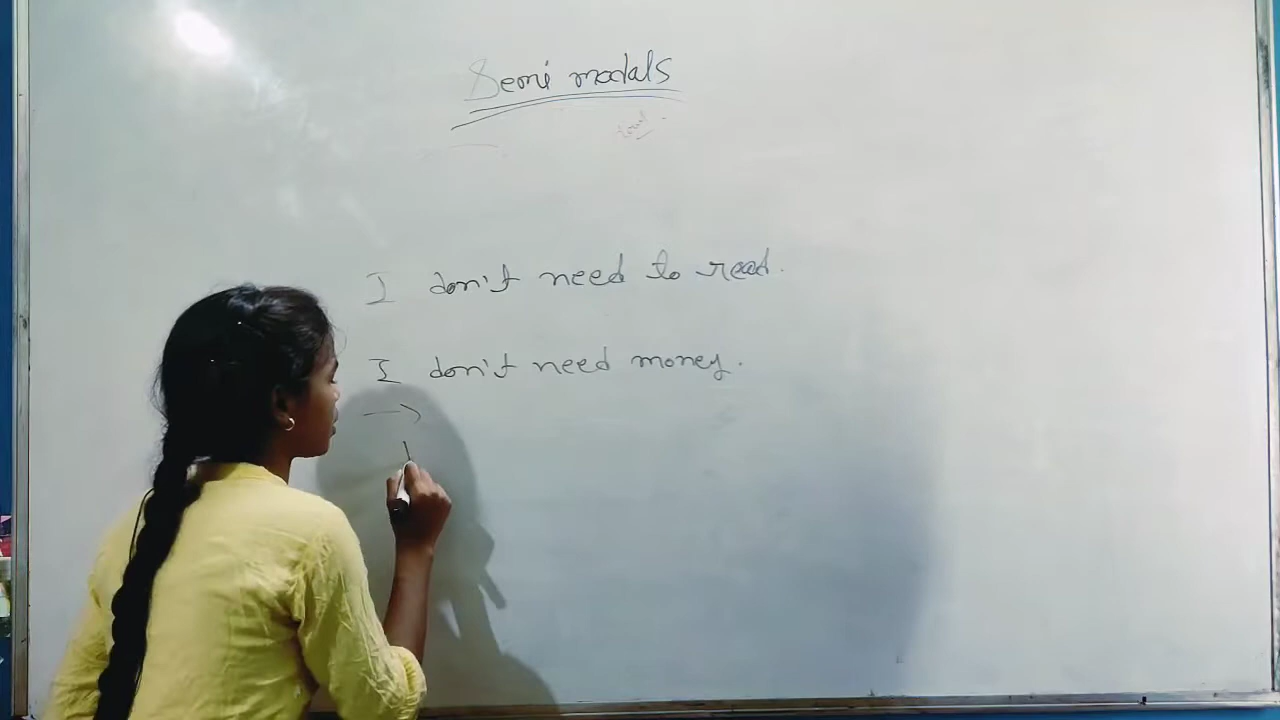 Semi modals
I don't need to read.
I don't need money.
→